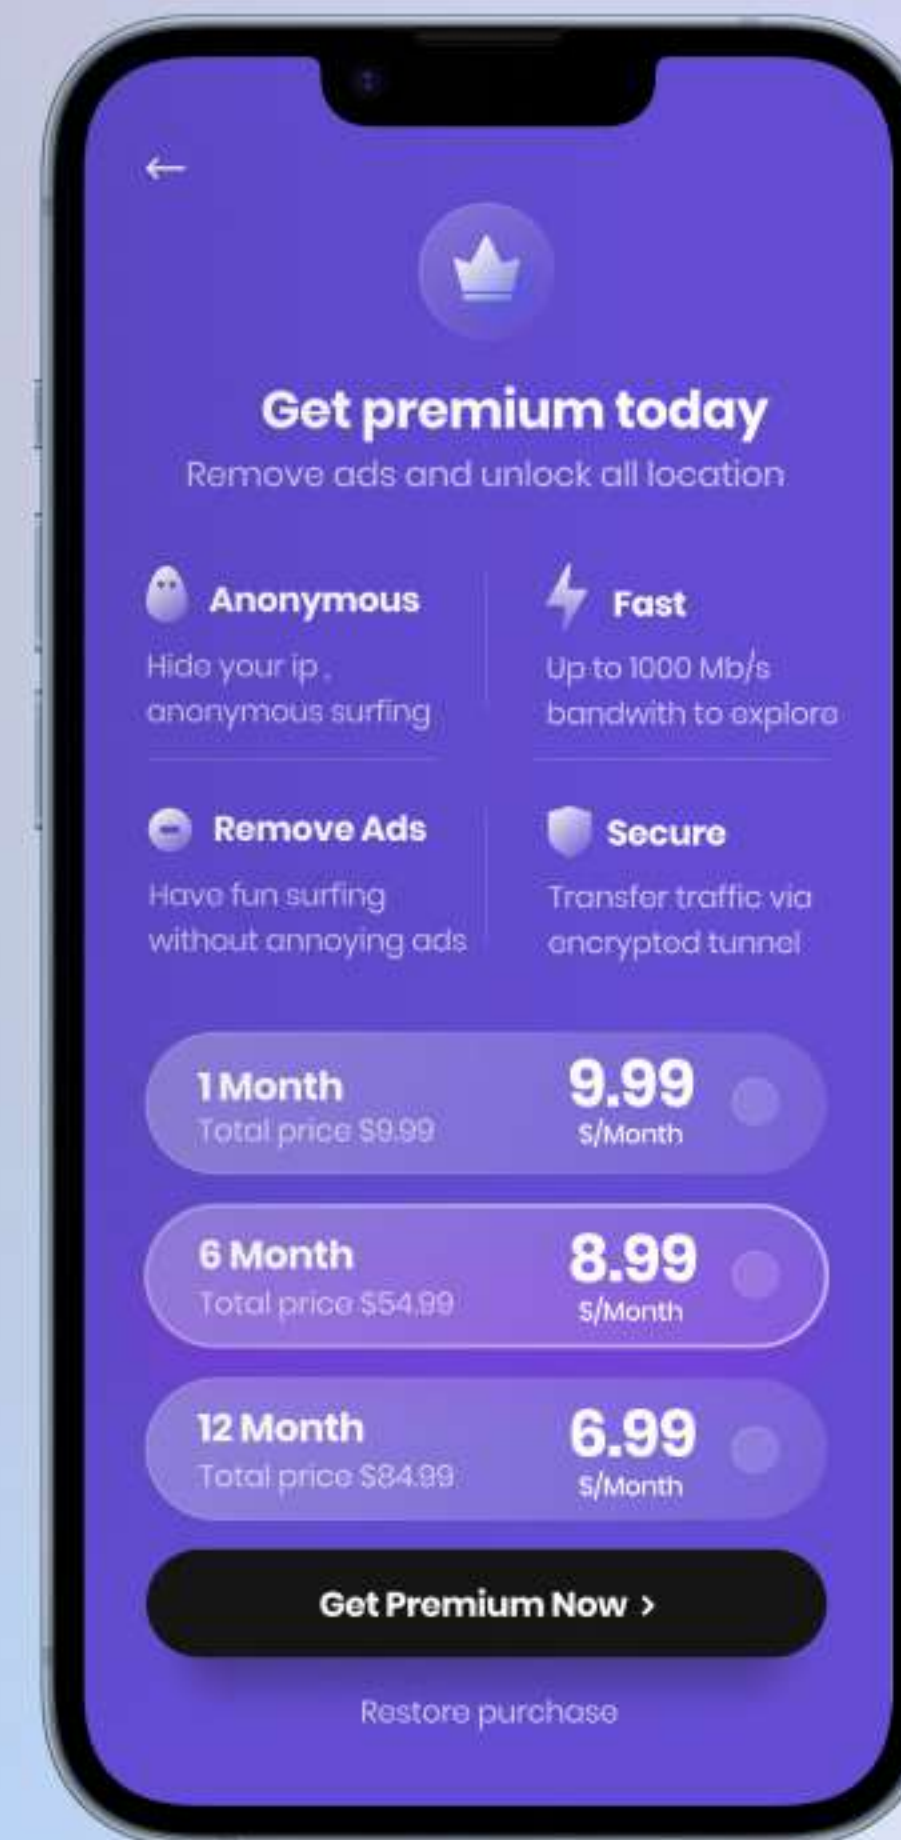 Get premium today
Remove ads and unlock all location
Anonymous
Hide your ip ,
anonymous surfing
Fast
Up to 1000 Mb/s
bandwith to explore
Remove Ads
Have fun surfing
without annoying ads
Secure
Transfer traffic via
encrypted tunnel
1 Month
Total price $9.99
9.99
$/Month
6 Month
Total price $54.99
8.99
$/Month
12 Month
Total price $84.99
6.99
$/Month
Get Premium Now >
Restore purchase